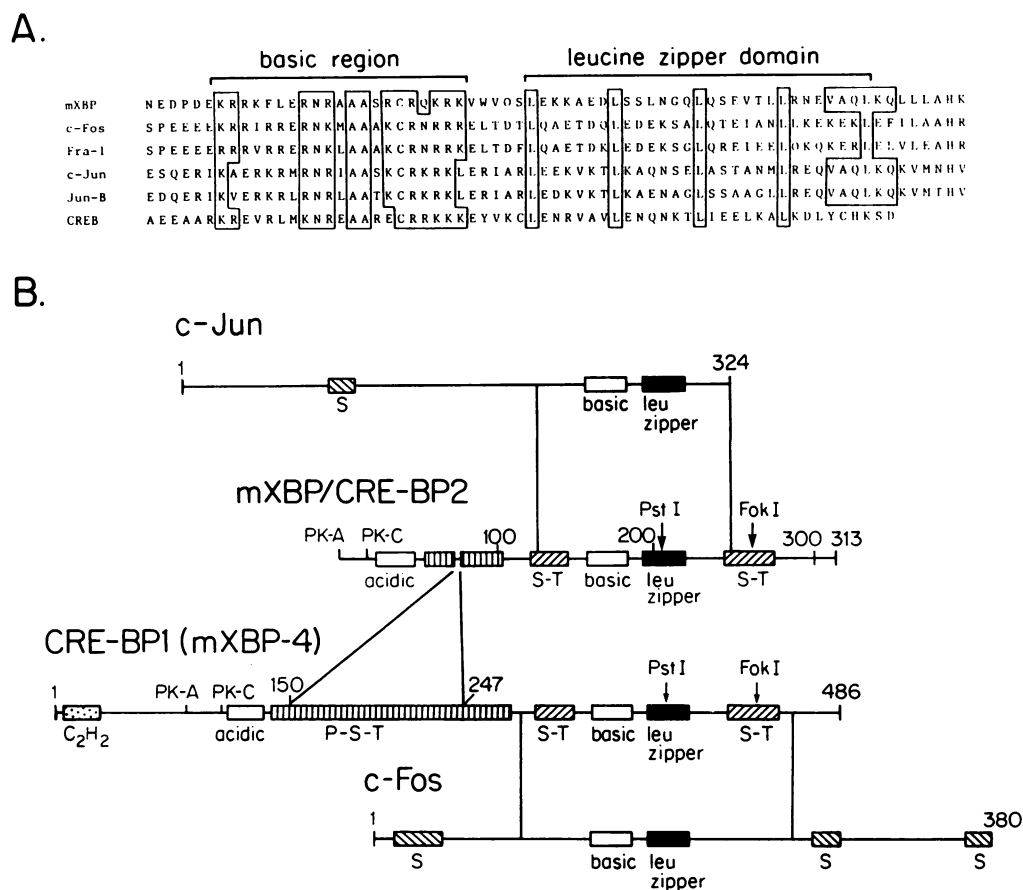 A.
basic region leucine zipper domain
mXBP NEDPDEKRRKFLERNRAAASRCRQKRKVWVQSLEKKAEDLSSLNGQLQSEVTLLRNEVAQLKQLLLAHK
c-Fos SPEEEEKRRIRRERNKMAAAKCRNRRRELTDTLQAETDQLEDEKSALQTEIANLLKEKEKLEFILAAHR
Fra-1 SPEEEERRRVRRERNKLAAAKCRNRRKELTDFLQAETDKLEDEKSGLQREIEELQKQKERLELVLEAHR
c-Jun ESQERIKAERKRMRNRIAASKCRKRKLERIARLEEKVKTLKAQNSELASTANMLREQVAQLKQKVMNHV
Jun-B EDQERIKVERKRLRNRLAATKCRKRKLERIARLEDKVKTLKAENAGLSSAAGLLREQVAQLKQKVMTHV
CREB AEEAARKREVRLMKNREAARECRRKKKEYVKCLENRVAVLENQNKTLIEELKALKDLYCHKSD
B.
c-Jun
1 324
S basic leu
zipper
mXBP/CRE-BP2
Pst I Fok I
PK-A PK-C 100 200 300 313
acidic S-T basic leu S-T
zipper
CRE-BP1 (mXBP-4)
Pst I Fok I
1 PK-A PK-C 150 247 486
C2H2 acidic P-S-T S-T basic leu S-T
zipper
c-Fos
1 380
S basic leu S S
zipper